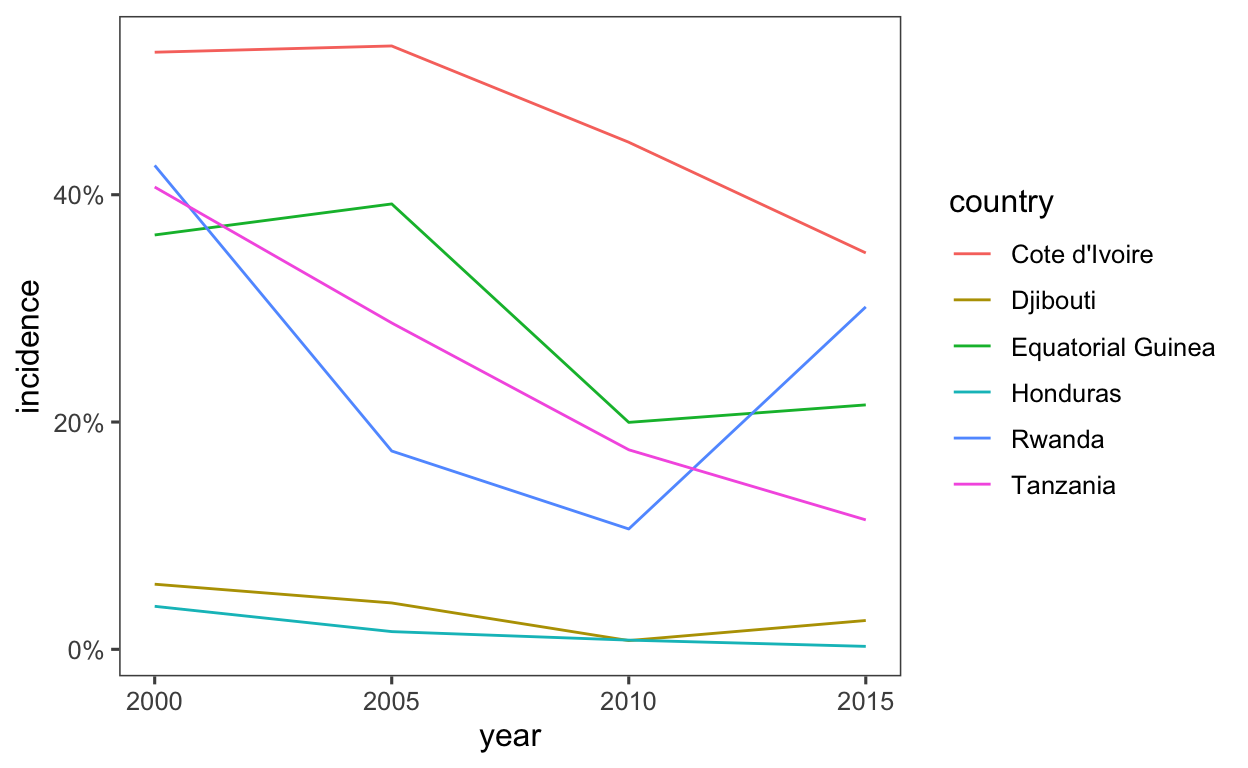 40%
20%
0%
incidence
2000 2005 2010 2015
year
country
Cote d'Ivoire
Djibouti
Equatorial Guinea
Honduras
Rwanda
Tanzania